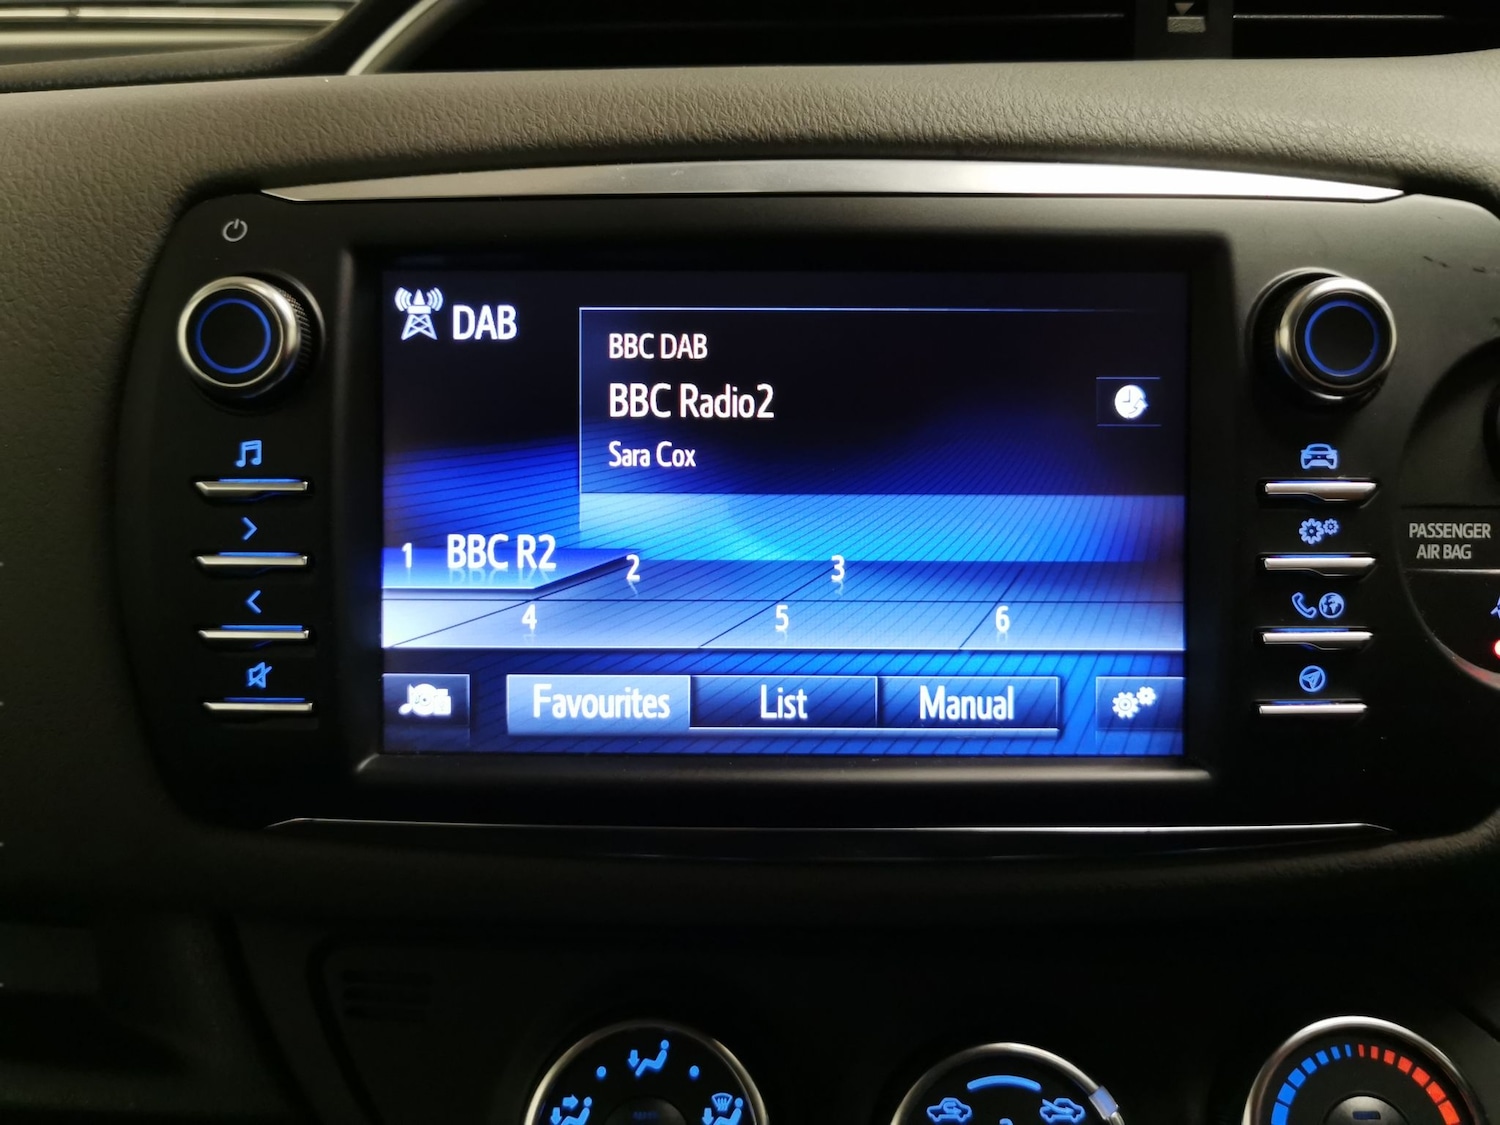 DAB
BBC DAB
BBC Radio2
Sara Cox
1 BBC R2 2 3
4 5 6
Favourites List Manual
PASSENGER
AIR BAG